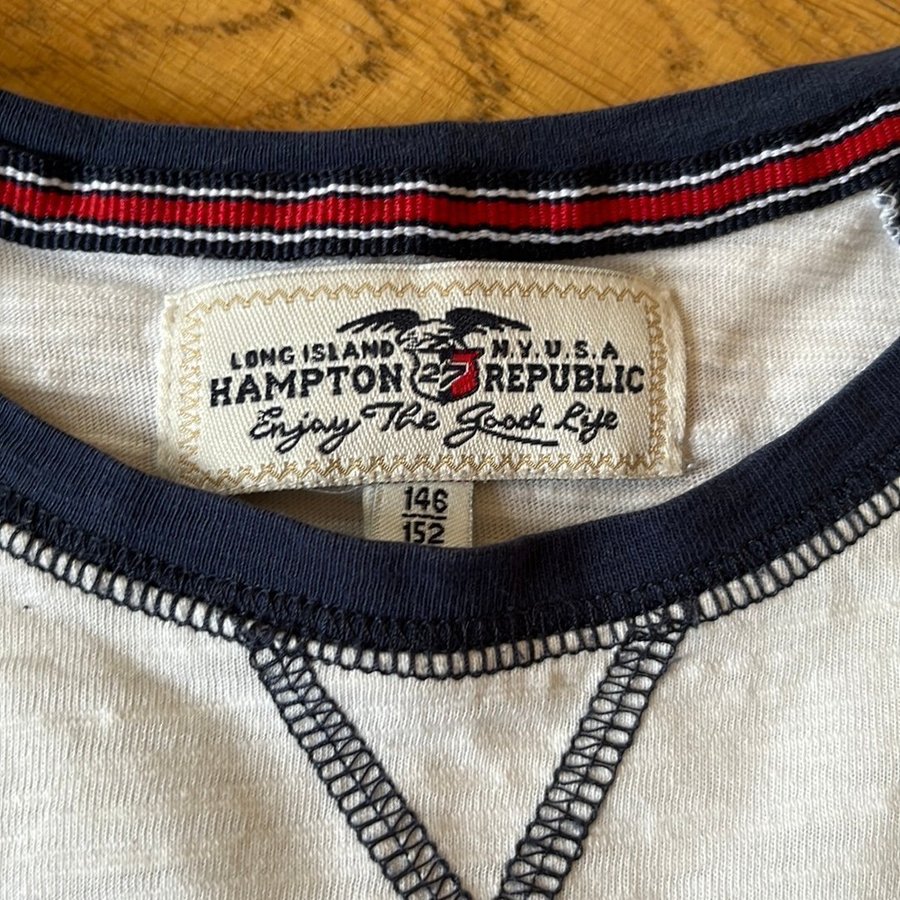 LONG ISLAND N.Y.U.S.A
HAMPTON 27 REPUBLIC
Enjoy The Good Life
146
152